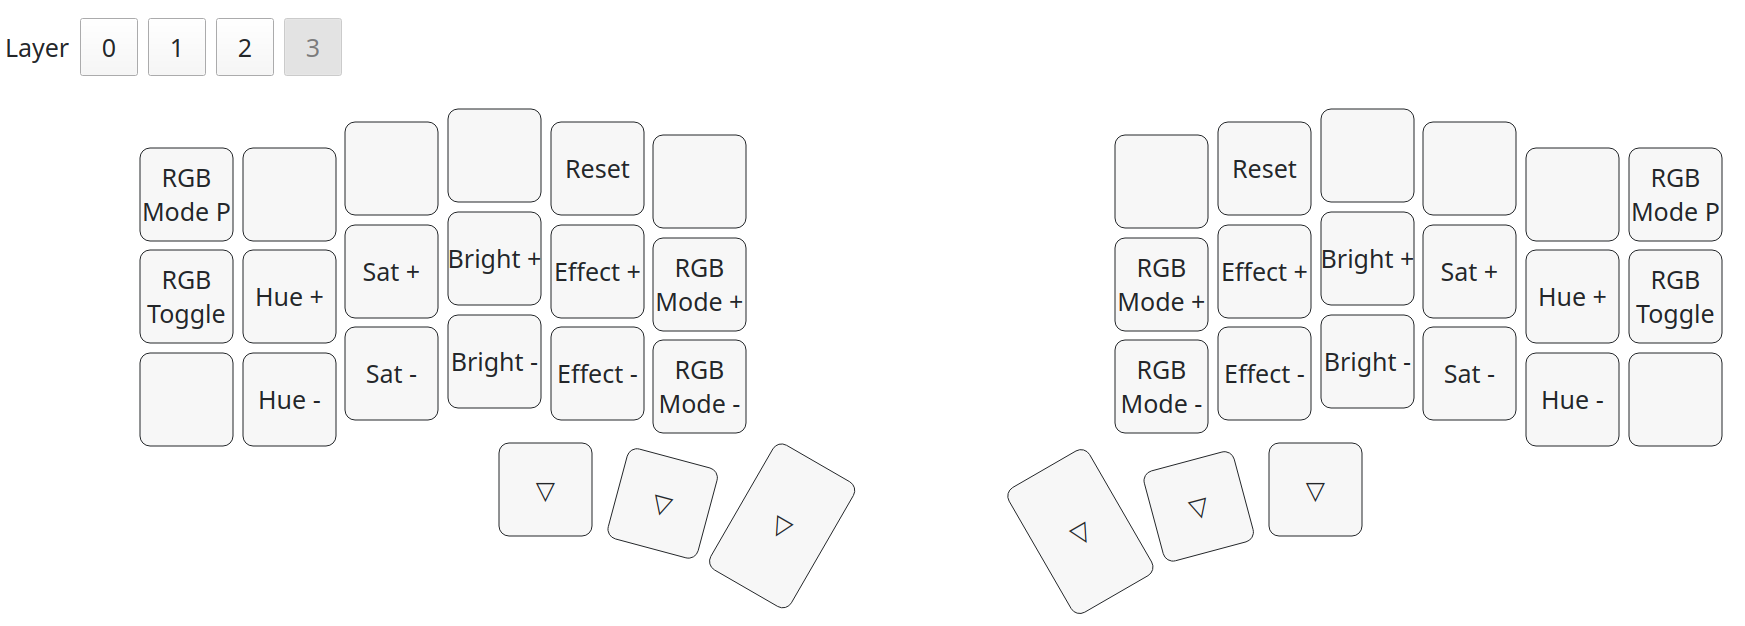 Layer 0 1 2 3
Reset Reset
RGB
Mode P
RGB
Mode P
Bright + Bright +
Sat + Effect + Effect + Sat +
RGB
Mode +
RGB
Mode +
RGB
Toggle
Hue + Hue +
RGB
Toggle
Bright - Bright -
Sat - Effect - Effect - Sat -
RGB
Mode -
RGB
Mode -
Hue - Hue -
▽ ▽ ▽ ▽ ▽ ▽